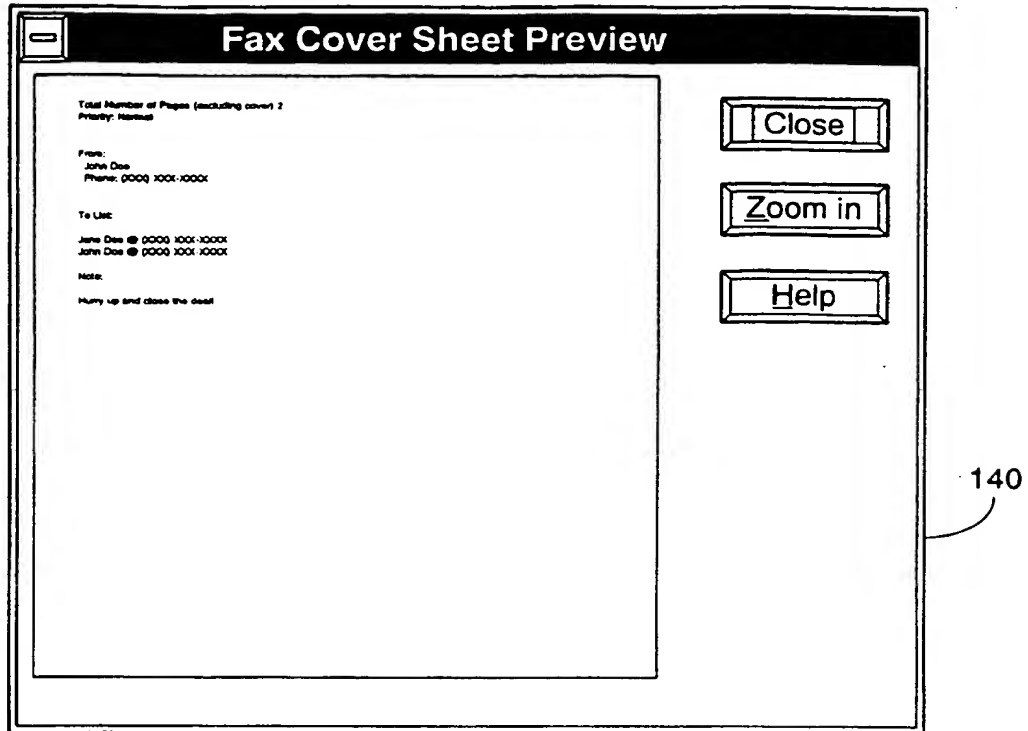 Fax Cover Sheet Preview
Total Number of Pages (excluding cover) 2
Priority: Normal
From:
John Doe
Phone: (XXX) XXX-XXXX
To List:
Jane Doe @ (XXX) XXX-XXXX
John Doe @ (XXX) XXX-XXXX
Note:
Hurry up and close the deal!
Close
Zoom in
Help
140